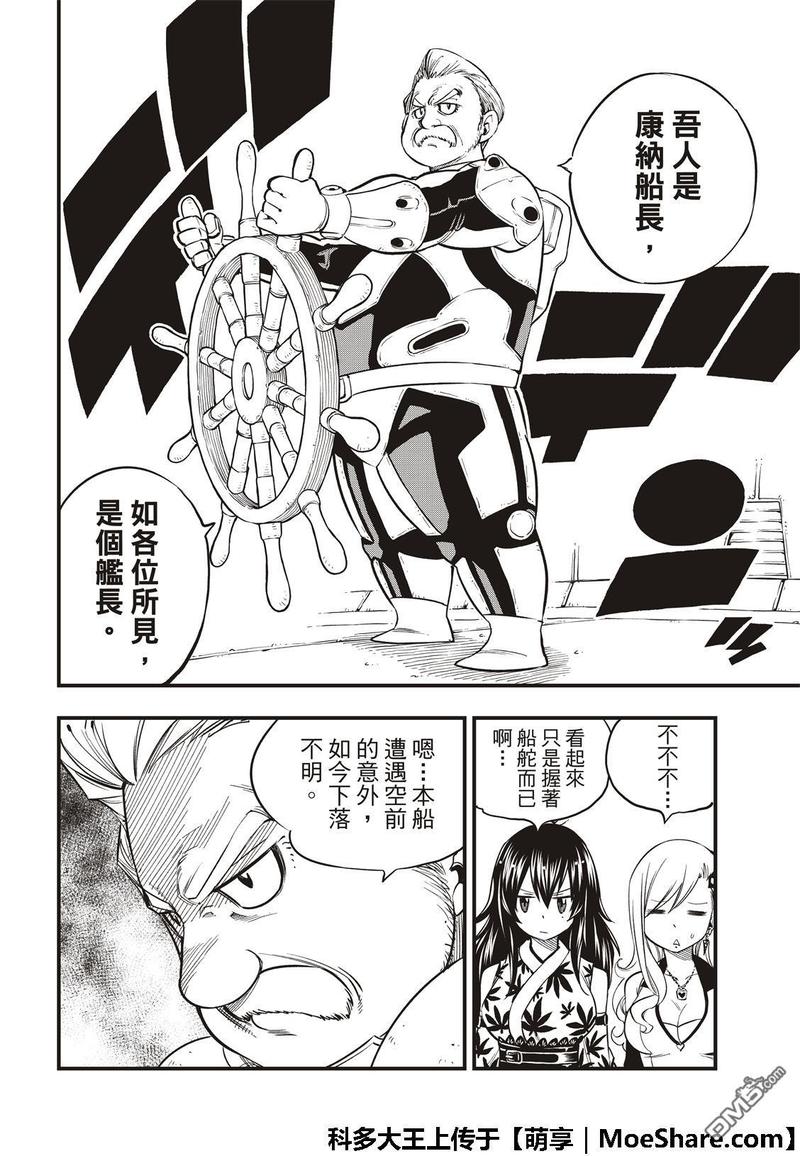 吾人是
康納船長，
如各位所見，
是個艦長。
不不不…
看起來
只是握著
船舵而已
啊…
嗯…本船
遭遇空前
的意外，
如今下落
不明。
DM5.com
科多大王上传于【萌享｜MoeShare.com】